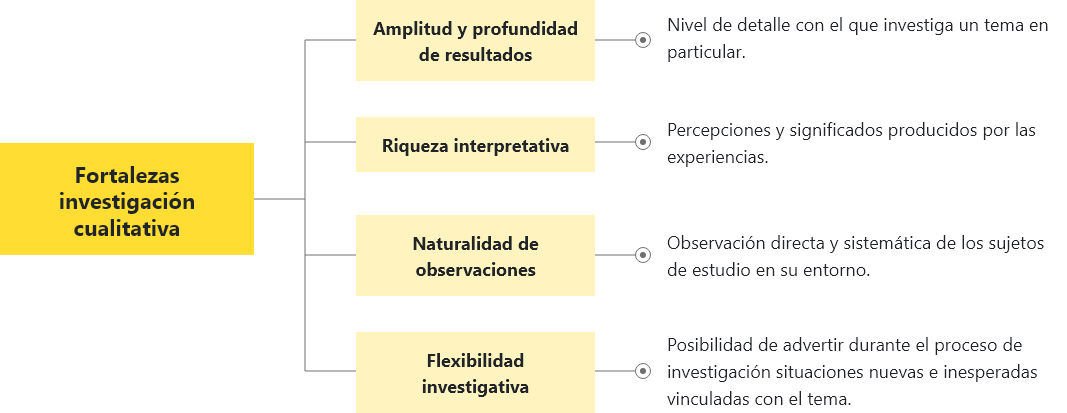 Fortalezas
investigación
cualitativa
Amplitud y profundidad
de resultados
Nivel de detalle con el que investiga un tema en
particular.
Riqueza interpretativa
Percepciones y significados producidos por las
experiencias.
Naturalidad de
observaciones
Observación directa y sistemática de los sujetos
de estudio en su entorno.
Flexibilidad
investigativa
Posibilidad de advertir durante el proceso de
investigación situaciones nuevas e inesperadas
vinculadas con el tema.